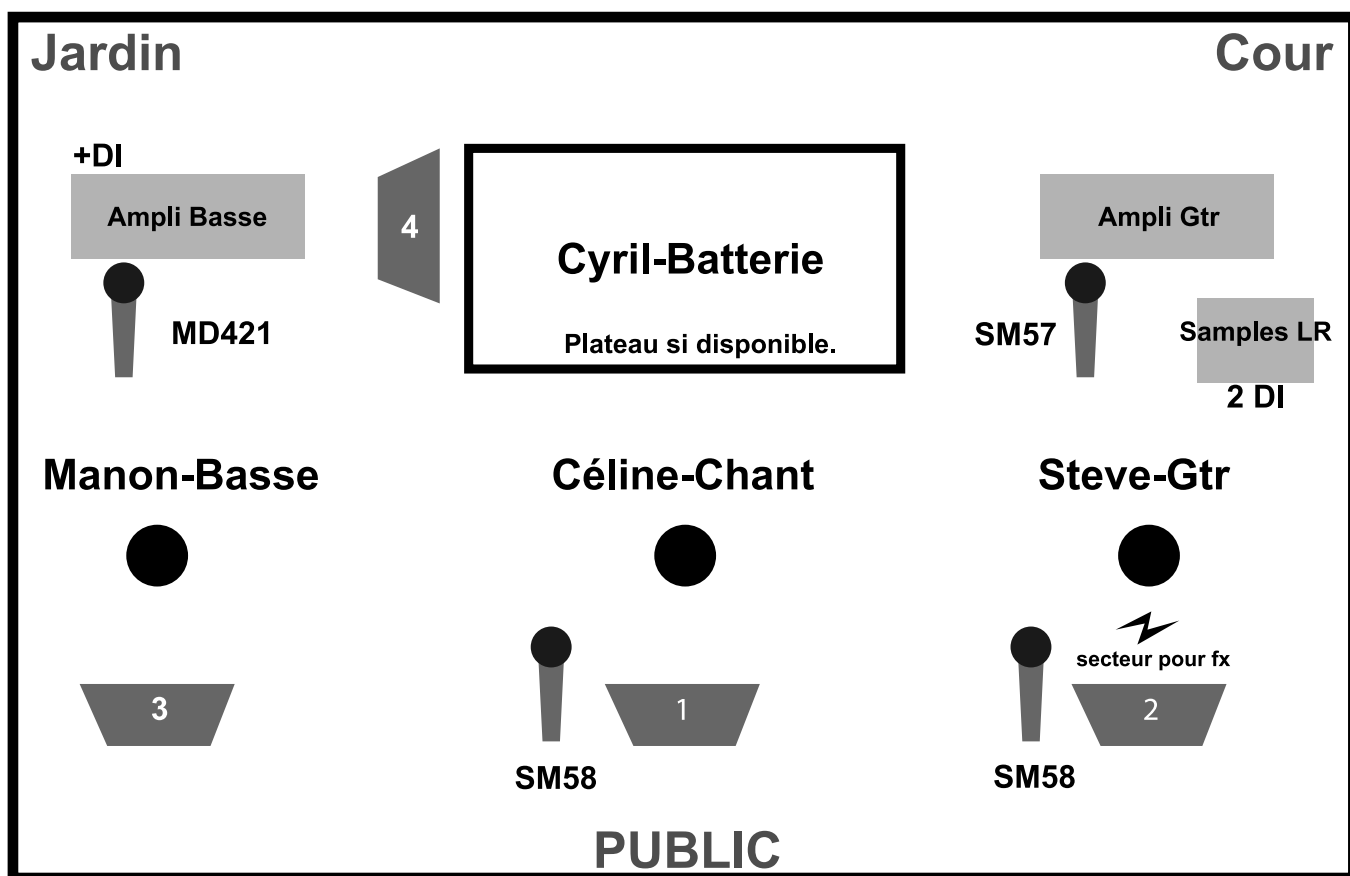 Jardin
Cour
+DI
Ampli Basse
4
Cyril-Batterie
Plateau si disponible.
Ampli Gtr
MD421
SM57
Samples LR
2 DI
Manon-Basse
Céline-Chant
Steve-Gtr
secteur pour fx
3
1
2
SM58
SM58
PUBLIC